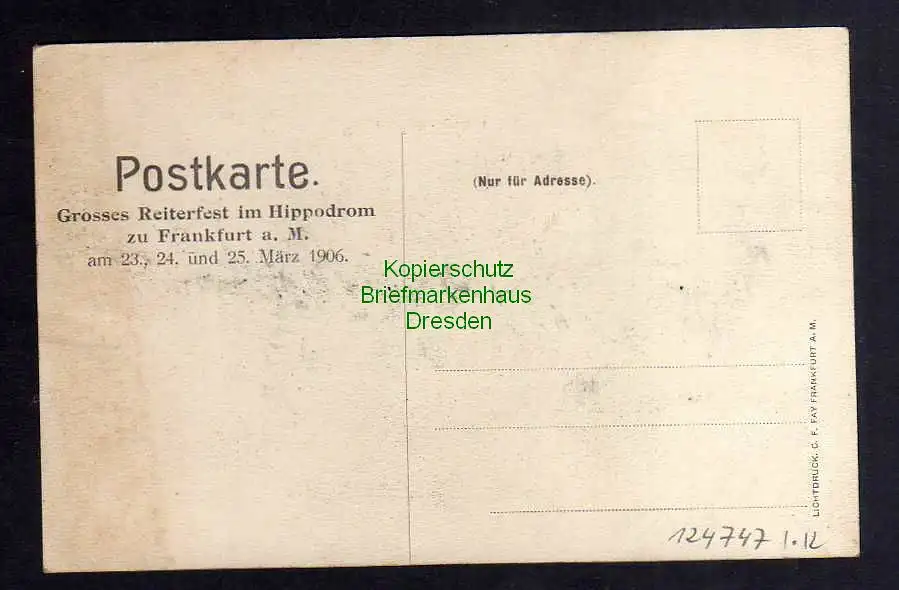 Postkarte.
Grosses Reiterfest im Hippodrom
zu Frankfurt a. M.
am 23., 24. und 25. März 1906.
(Nur für Adresse).
Kopierschutz
Briefmarkenhaus
Dresden
LICHTDRUCK. C. F. FAY FRANKFURT A. M.
124747 1.12